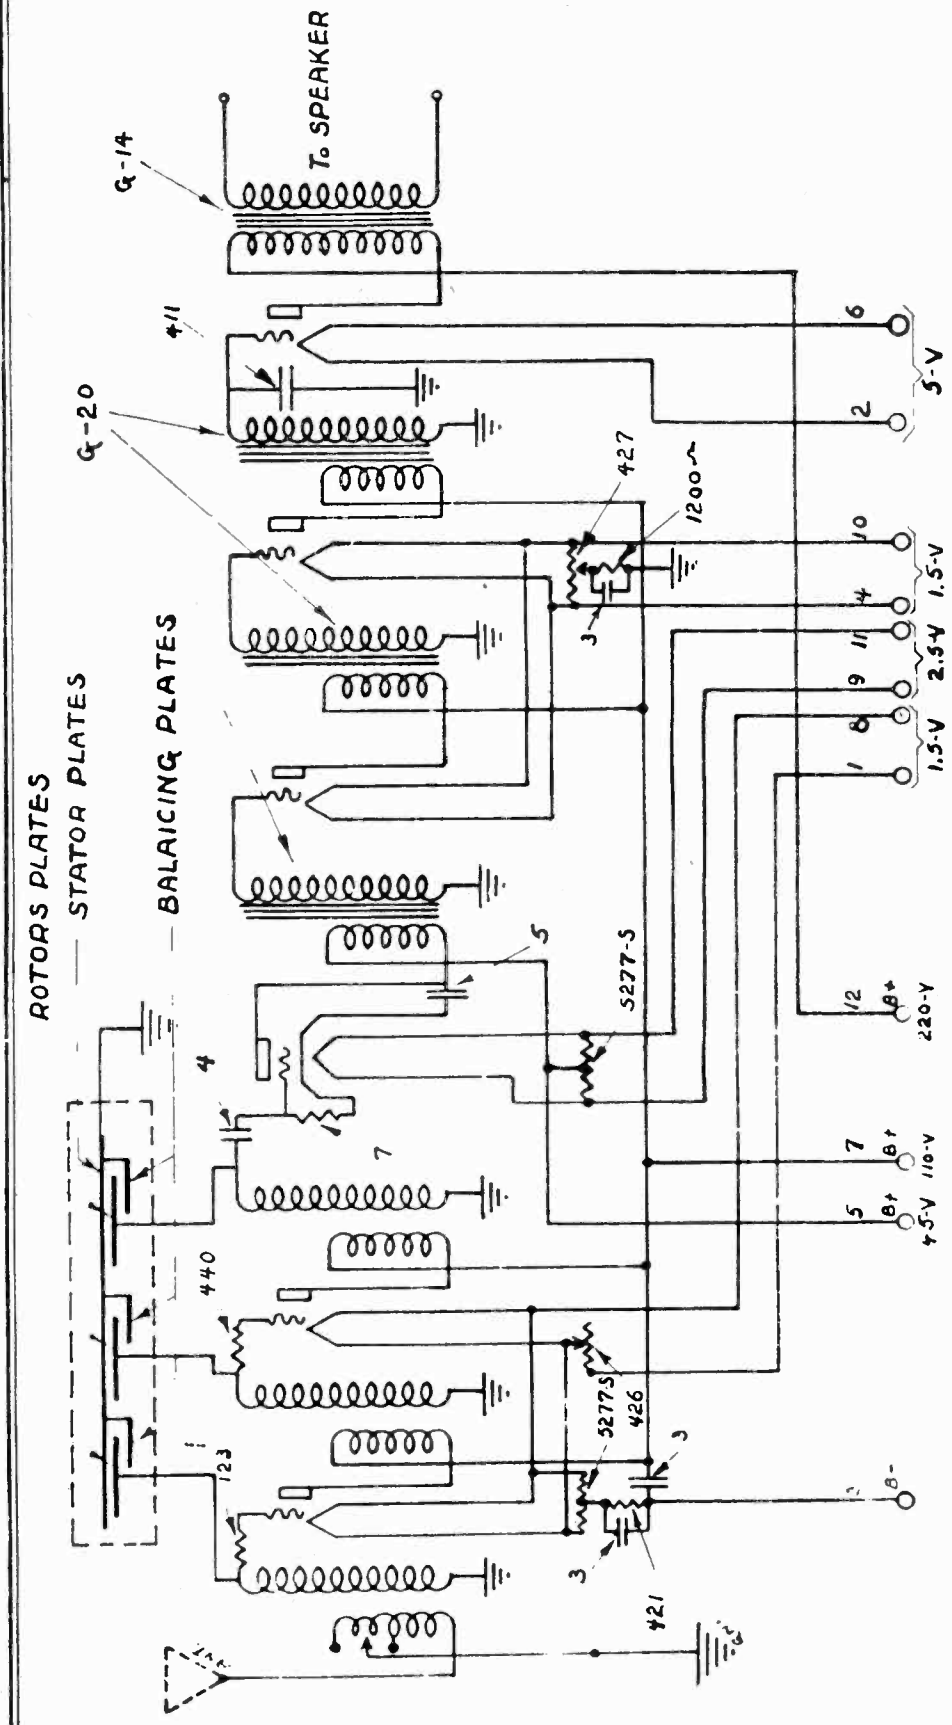 ROTORS PLATES
STATOR PLATES
BALAICING PLATES
G-20
G-14
411
To SPEAKER
4
440
123
7
5
5277-S
427
1200 Ω
3
5277-S
426
3
3
421
B-
5 B+
45-V
7 B+
110-V
12 B+
220-V
1
8
1.5-V
9
11
2.5-V
4
10
1.5-V
2
6
5-V